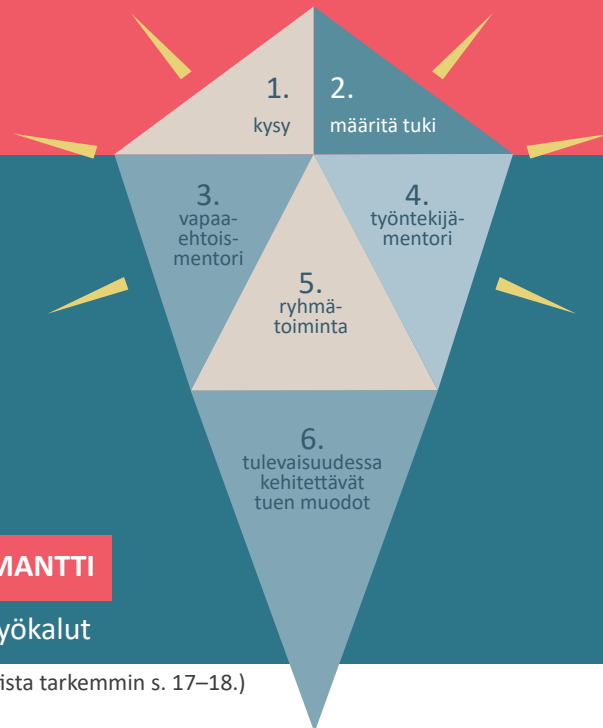 1.
kysy
2.
määritä tuki
3.
vapaa-
ehtois-
mentori
4.
työntekijä-
mentori
5.
ryhmä-
toiminta
6.
tulevaisuudessa
kehitettävät
tuen muodot
MANTTI
yökalut
ista tarkemmin s. 17–18.)